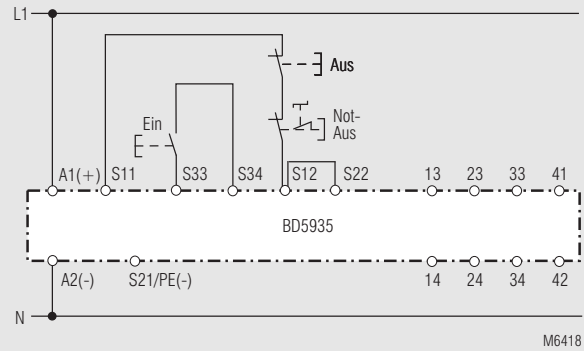 L1
Aus
Not-
Aus
Ein
A1(+) S11 S33 S34 S12 S22 13 23 33 41
BD5935
A2(-) S21/PE(-) 14 24 34 42
N
M6418